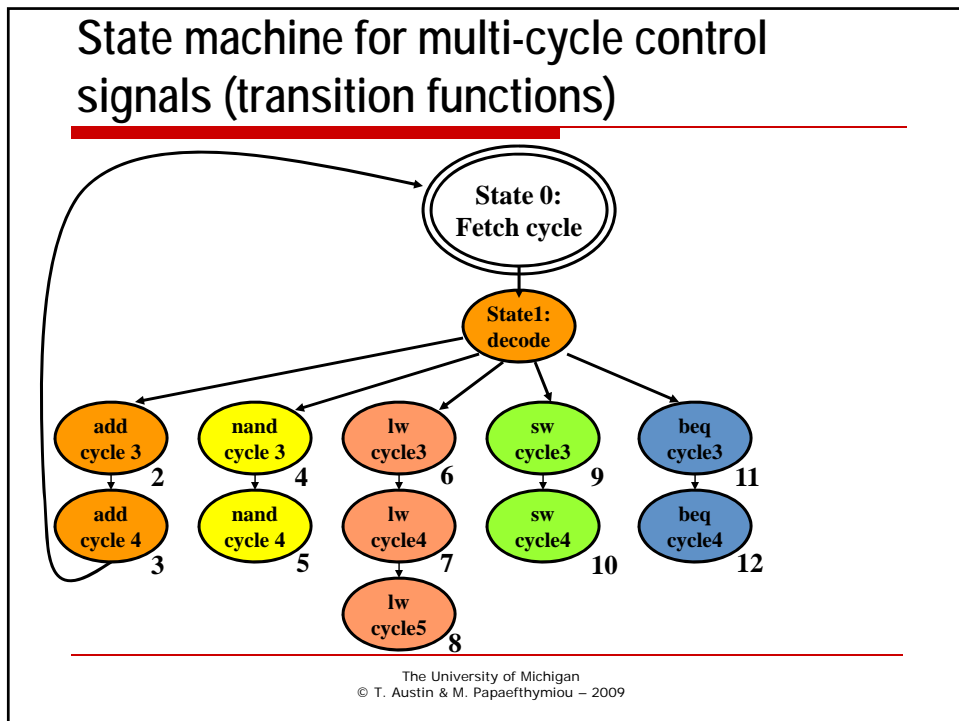 State machine for multi-cycle control
signals (transition functions)
State 0:
Fetch cycle
State1:
decode
add
cycle 3
2
nand
cycle 3
4
lw
cycle3
6
sw
cycle3
9
beq
cycle3
11
add
cycle 4
3
nand
cycle 4
5
lw
cycle4
7
sw
cycle4
10
beq
cycle4
12
lw
cycle5
8
The University of Michigan
© T. Austin & M. Papaefthymiou – 2009